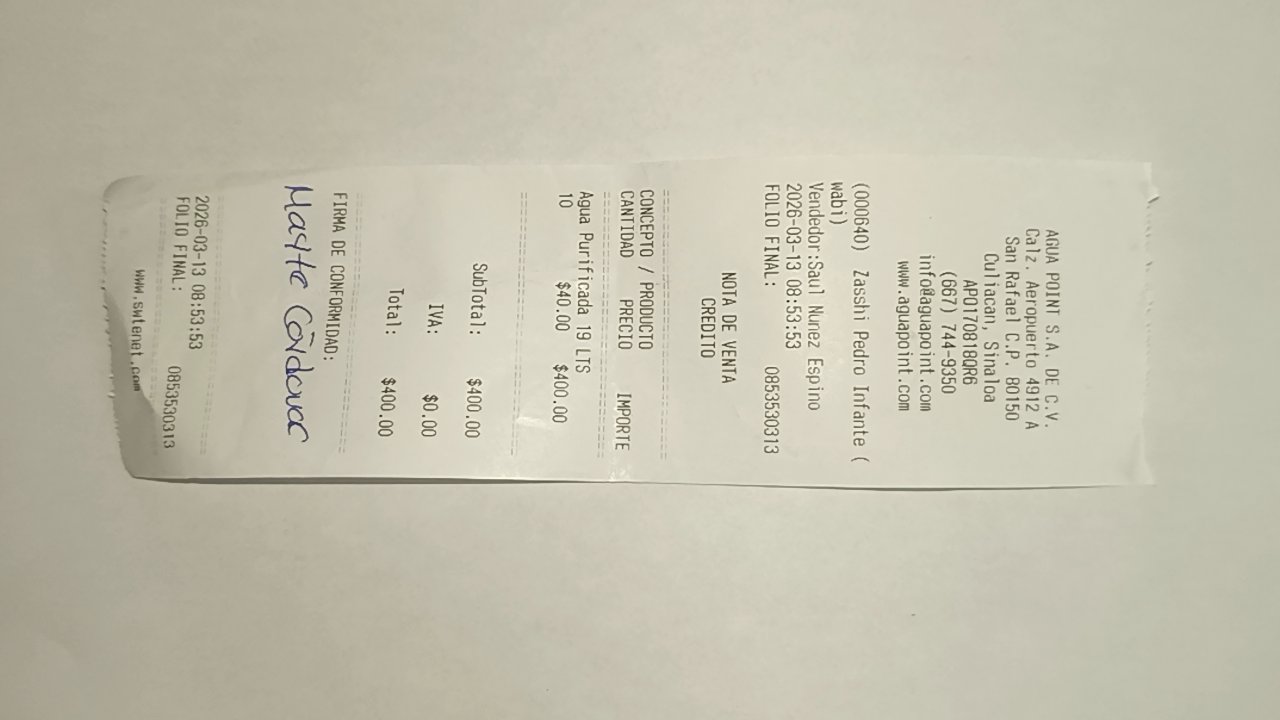 AGUA POINT S.A. DE C.V.
Calz. Aeropuerto 4912 A
San Rafael C.P. 80150
Culiacan, Sinaloa
APO170818QR6
(667) 744-9350
info@aguapoint.com
www.aguapoint.com
(000640) Zasshi Pedro Infante (
wabi)
Vendedor:Saul Nunez Espino
2026-03-13 08:53:53
FOLIO FINAL: 0853530313
NOTA DE VENTA
CREDITO
CONCEPTO / PRODUCTO
CANTIDAD PRECIO IMPORTE
Agua Purificada 19 LTS
10 $40.00 $400.00
SubTotal: $400.00
IVA: $0.00
Total: $400.00
FIRMA DE CONFORMIDAD:
2026-03-13 08:53:53
FOLIO FINAL: 0853530313
www.swtenet.com